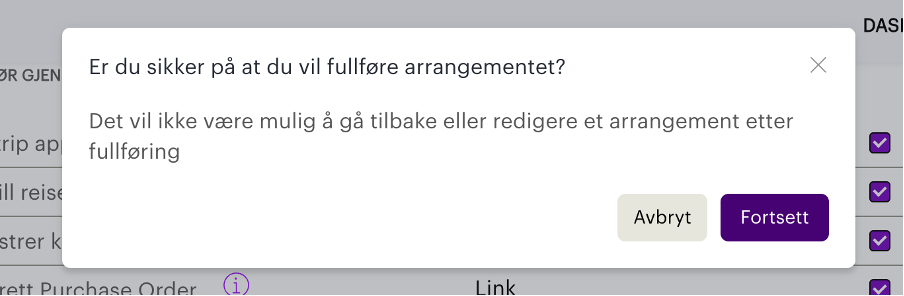 DASI
Er du sikker på at du vil fullføre arrangementet?
ØR GJEN
Det vil ikke være mulig å gå tilbake eller redigere et arrangement etter
fullføring
trip app
ill reise
Avbryt Fortsett
strer k
rett Purchase Order Link